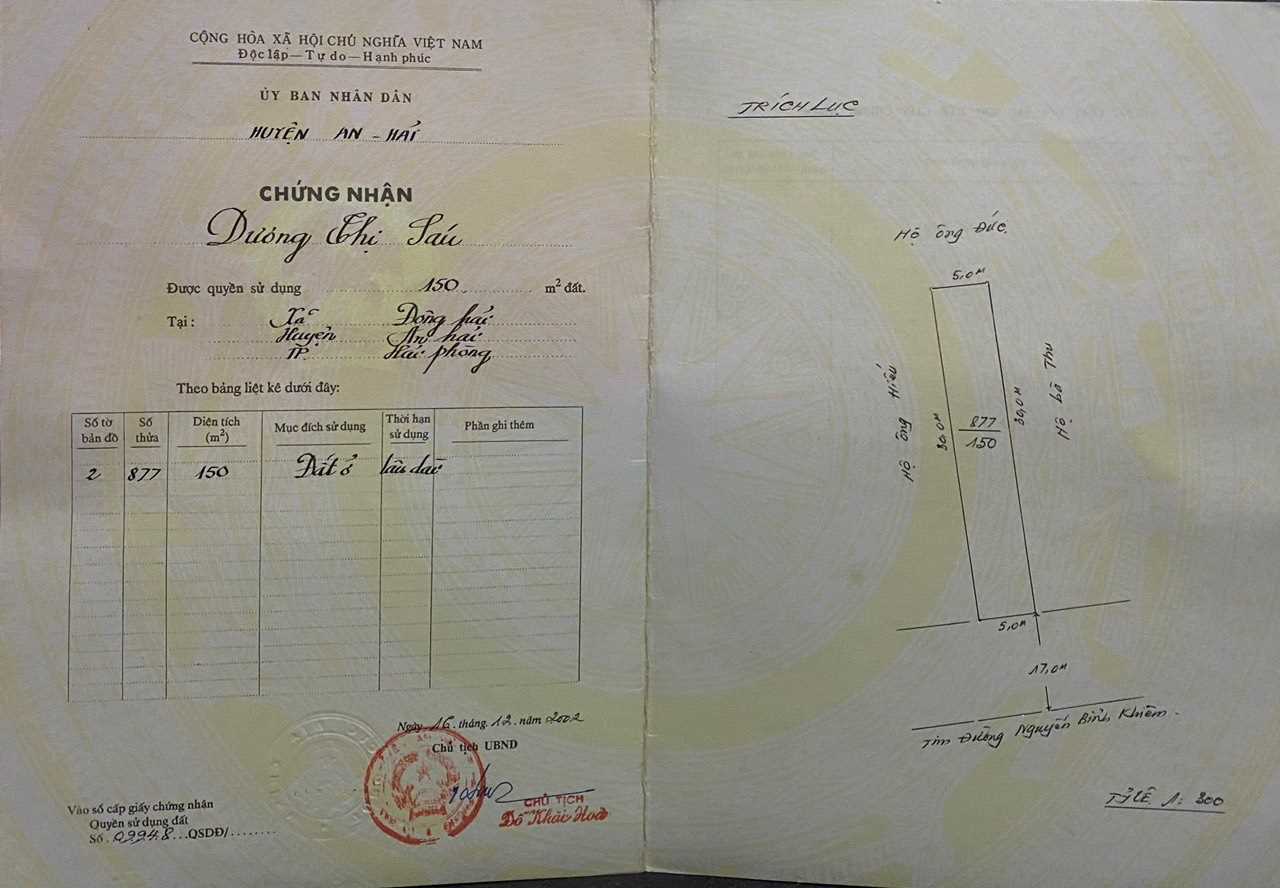 CỘNG HÒA XÃ HỘI CHỦ NGHĨA VIỆT NAM
Độc lập — Tự do — Hạnh phúc
ỦY BAN NHÂN DÂN
HUYỆN AN - HẢI
CHỨNG NHẬN
Dương Thị Sáu
Được quyền sử dụng 150 m² đất.
Tại : Xã Đông hải
Huyện An hải
TP. Hải phòng
Theo bảng liệt kê dưới đây:
Số tờ bản đồ Số thửa Diện tích (m²) Mục đích sử dụng Thời hạn sử dụng Phần ghi thêm
2 877 150 Đất ở lâu dài
Ngày 16 tháng 12 năm 2002
Chủ tịch UBND
CHỦ TỊCH
Đỗ Khải Hoà
Vào sổ cấp giấy chứng nhận
Quyền sử dụng đất
Số . 09948 ... QSDĐ/ ........
TRÍCH LỤC
Hộ ông Đức
5,0M
Hộ ông Hiếu
30,0M
877
150
30,0M
Hộ bà Thu
5,0M
17,0M
Tim Đường Nguyễn Bỉnh Khiêm
TỶ LỆ 1: 300